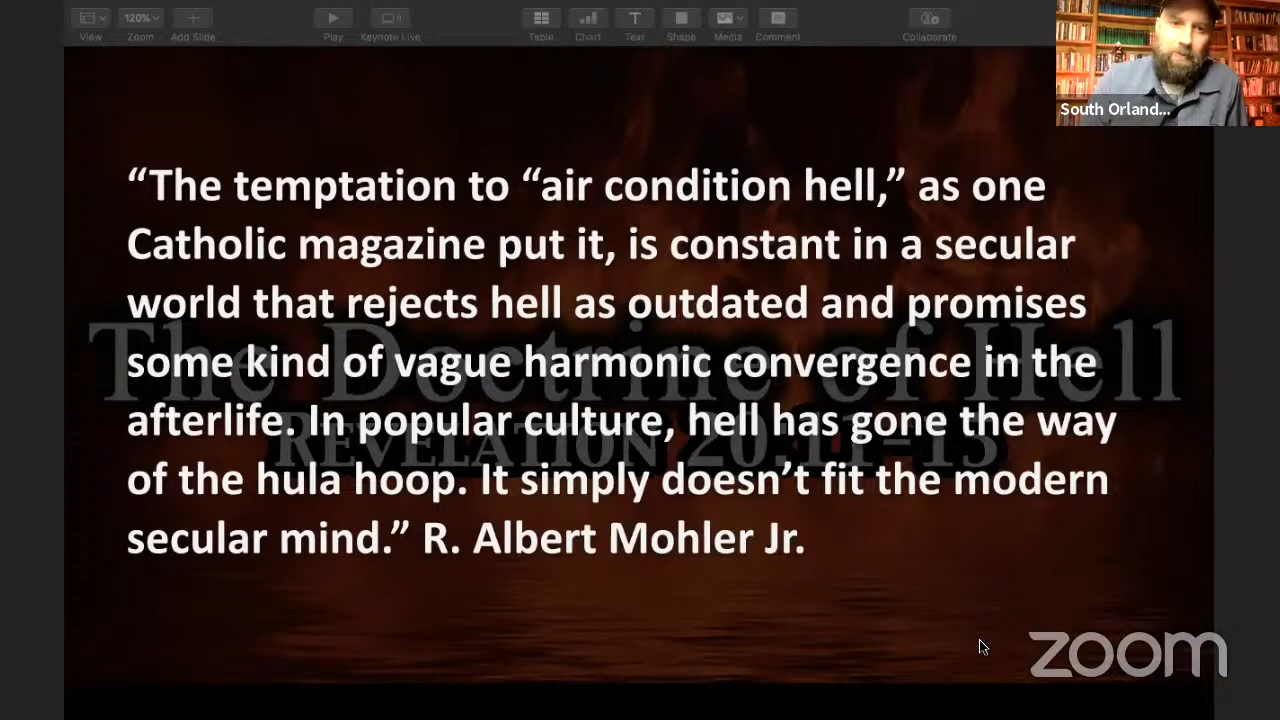 120%
View
Zoom
Add Slide
Play
Keynote Live
Table
Chart
Text
Shape
Media
Comment
Collaborate
South Orland...
“The temptation to “air condition hell,” as one
Catholic magazine put it, is constant in a secular
world that rejects hell as outdated and promises
The Doctrine of Hell
some kind of vague harmonic convergence in the
afterlife. In popular culture, hell has gone the way
REVELATION 20:11-15
of the hula hoop. It simply doesn’t fit the modern
secular mind.” R. Albert Mohler Jr.
zoom